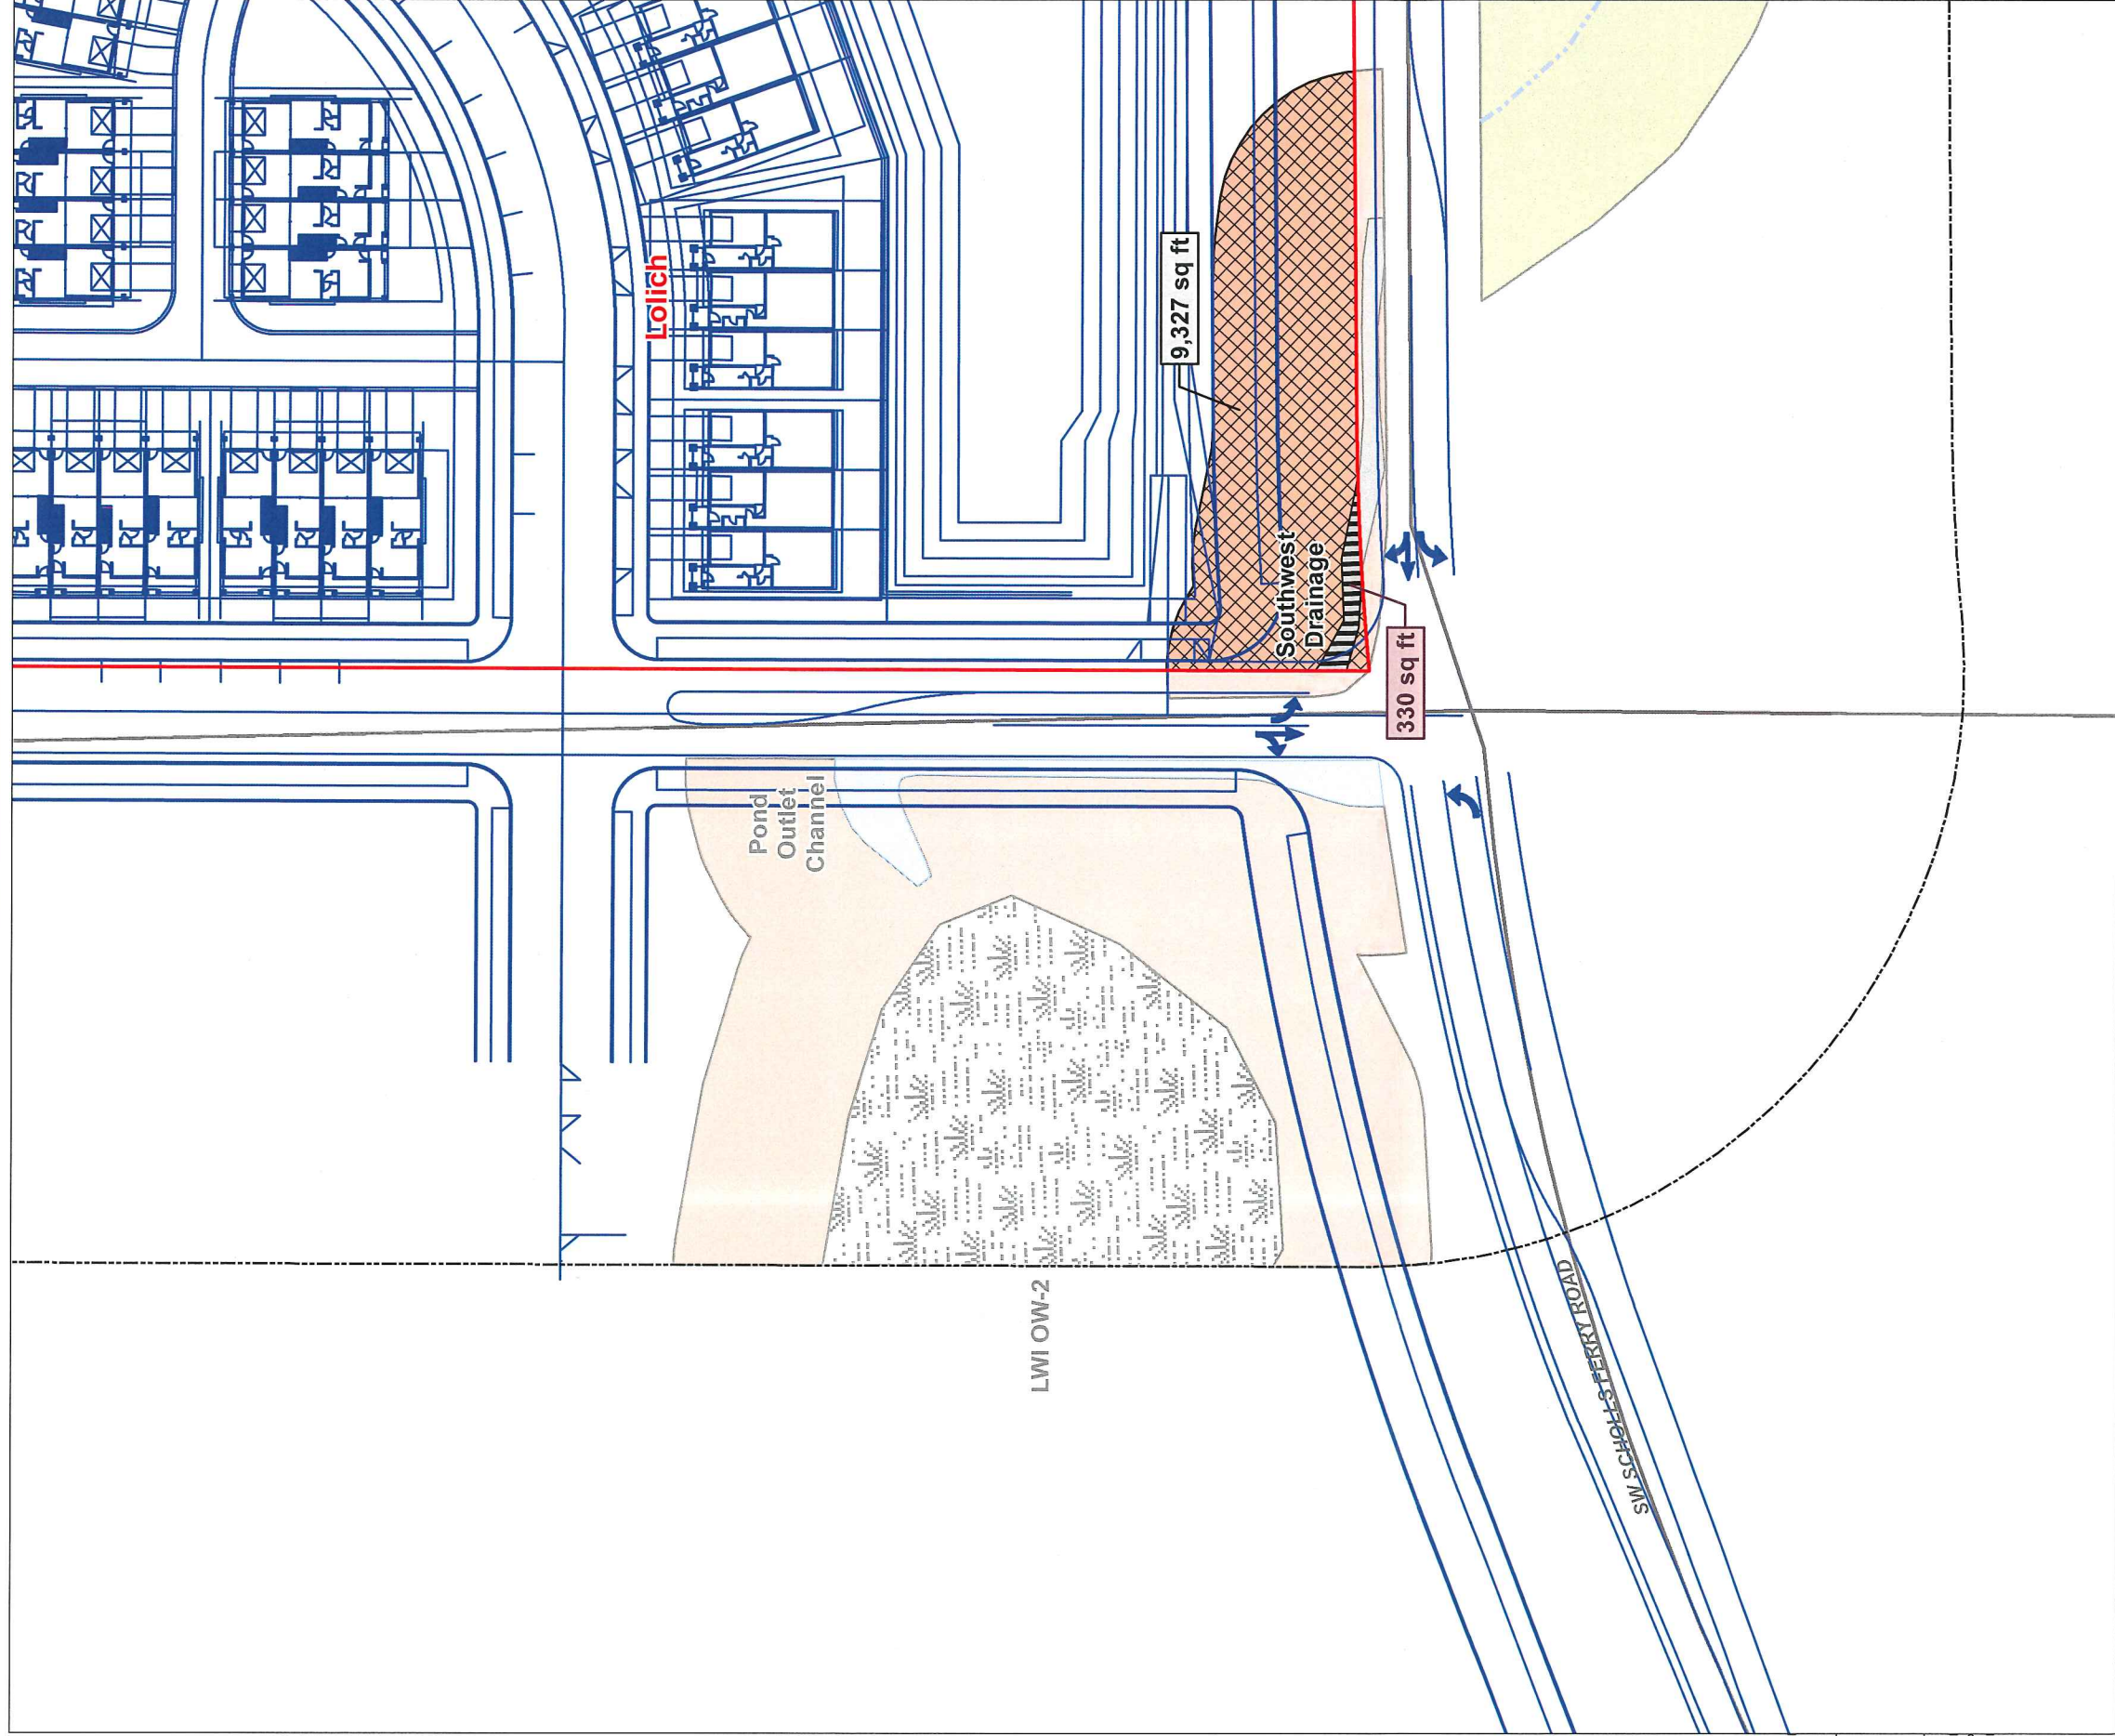 Lolich
9,327 sq ft
Southwest
Drainage
330 sq ft
Pond
Outlet
Channel
LWI OW-2
SW SCHOLLS FERRY ROAD